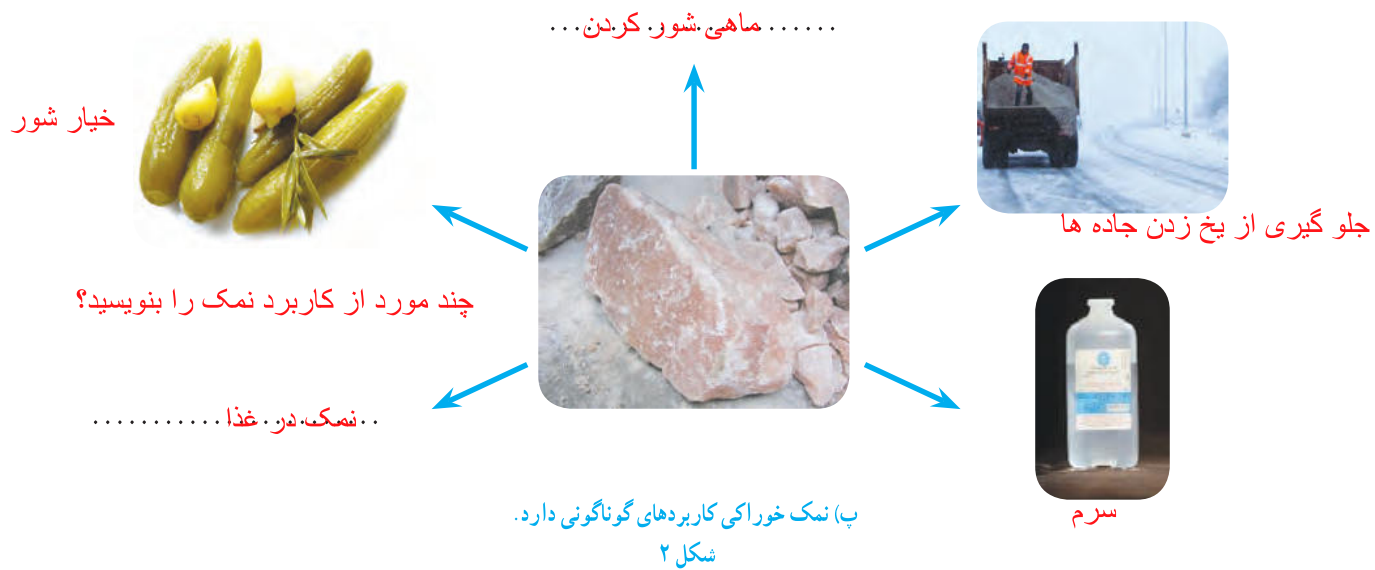 ماهی شور کردن
خیار شور
جلو گیری از یخ زدن جاده ها
چند مورد از کاربرد نمک را بنویسید؟
نمک در غذا
سرم
پ) نمک خوراکی کاربردهای گوناگونی دارد.
شکل ۲